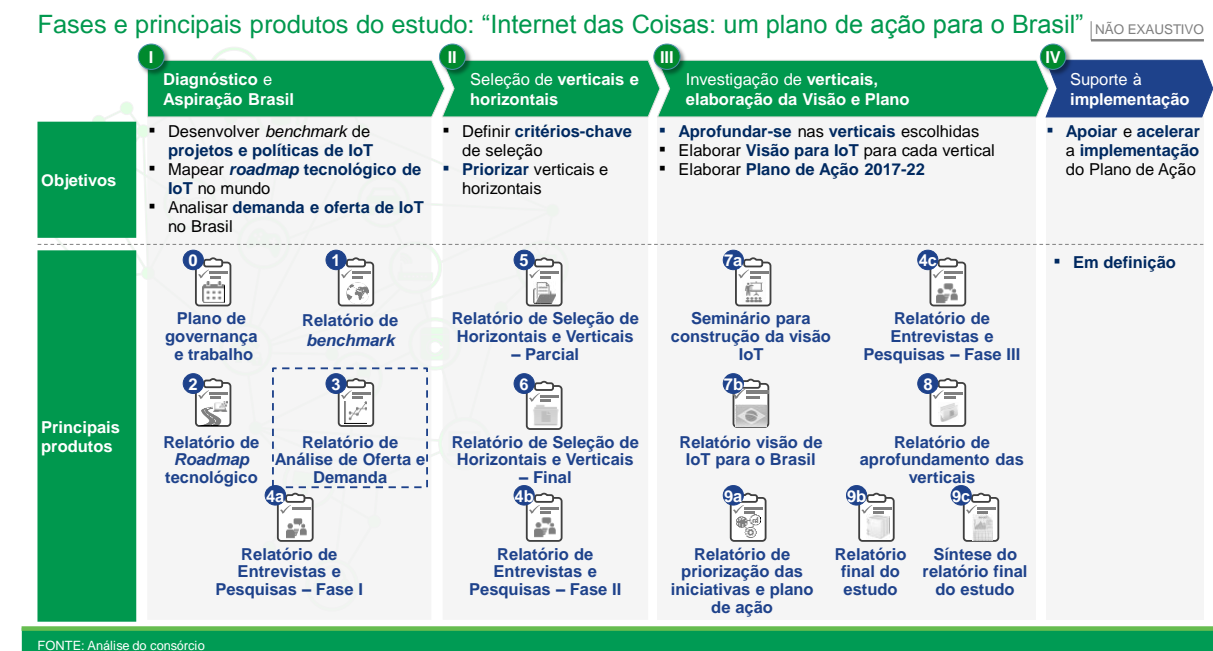 Fases e principais produtos do estudo: “Internet das Coisas: um plano de ação para o Brasil”
NÃO EXAUSTIVO
I
Diagnóstico e
Aspiração Brasil
II
Seleção de verticais e
horizontais
III
Investigação de verticais,
elaboração da Visão e Plano
IV
Suporte à
implementação
Objetivos
▪ Desenvolver benchmark de
projetos e políticas de IoT
▪ Mapear roadmap tecnológico de
IoT no mundo
▪ Analisar demanda e oferta de IoT
no Brasil
▪ Definir critérios-chave
de seleção
▪ Priorizar verticais e
horizontais
▪ Aprofundar-se nas verticais escolhidas
▪ Elaborar Visão para IoT para cada vertical
▪ Elaborar Plano de Ação 2017-22
▪ Apoiar e acelerar
a implementação
do Plano de Ação
Principais
produtos
0
Plano de
governança
e trabalho
1
Relatório de
benchmark
2
Relatório de
Roadmap
tecnológico
3
Relatório de
Análise de Oferta e
Demanda
4a
Relatório de
Entrevistas e
Pesquisas – Fase I
5
Relatório de Seleção de
Horizontais e Verticais
– Parcial
6
Relatório de Seleção de
Horizontais e Verticais
– Final
4b
Relatório de
Entrevistas e
Pesquisas – Fase II
7a
Seminário para
construção da visão
IoT
4c
Relatório de
Entrevistas e
Pesquisas – Fase III
7b
Relatório visão de
IoT para o Brasil
8
Relatório de
aprofundamento das
verticais
9a
Relatório de
priorização das
iniciativas e plano
de ação
9b
Relatório
final do
estudo
9c
Síntese do
relatório final
do estudo
▪ Em definição
FONTE: Análise do consórcio